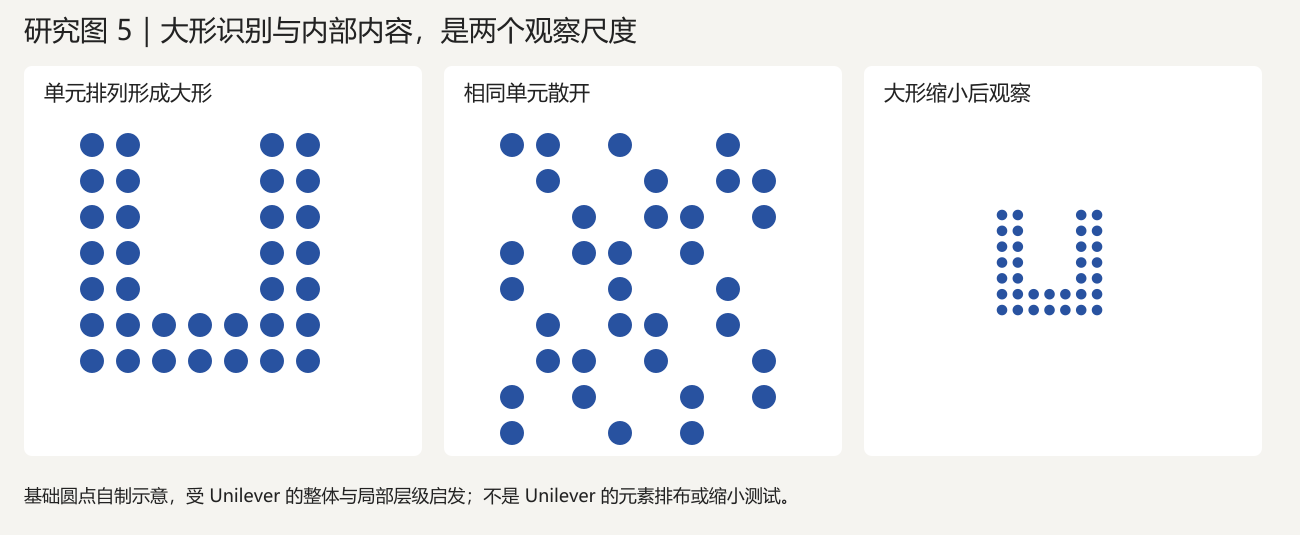 研究图 5｜大形识别与内部内容，是两个观察尺度
单元排列形成大形
相同单元散开
大形缩小后观察
基础圆点自制示意，受 Unilever 的整体与局部层级启发；不是 Unilever 的元素排布或缩小测试。